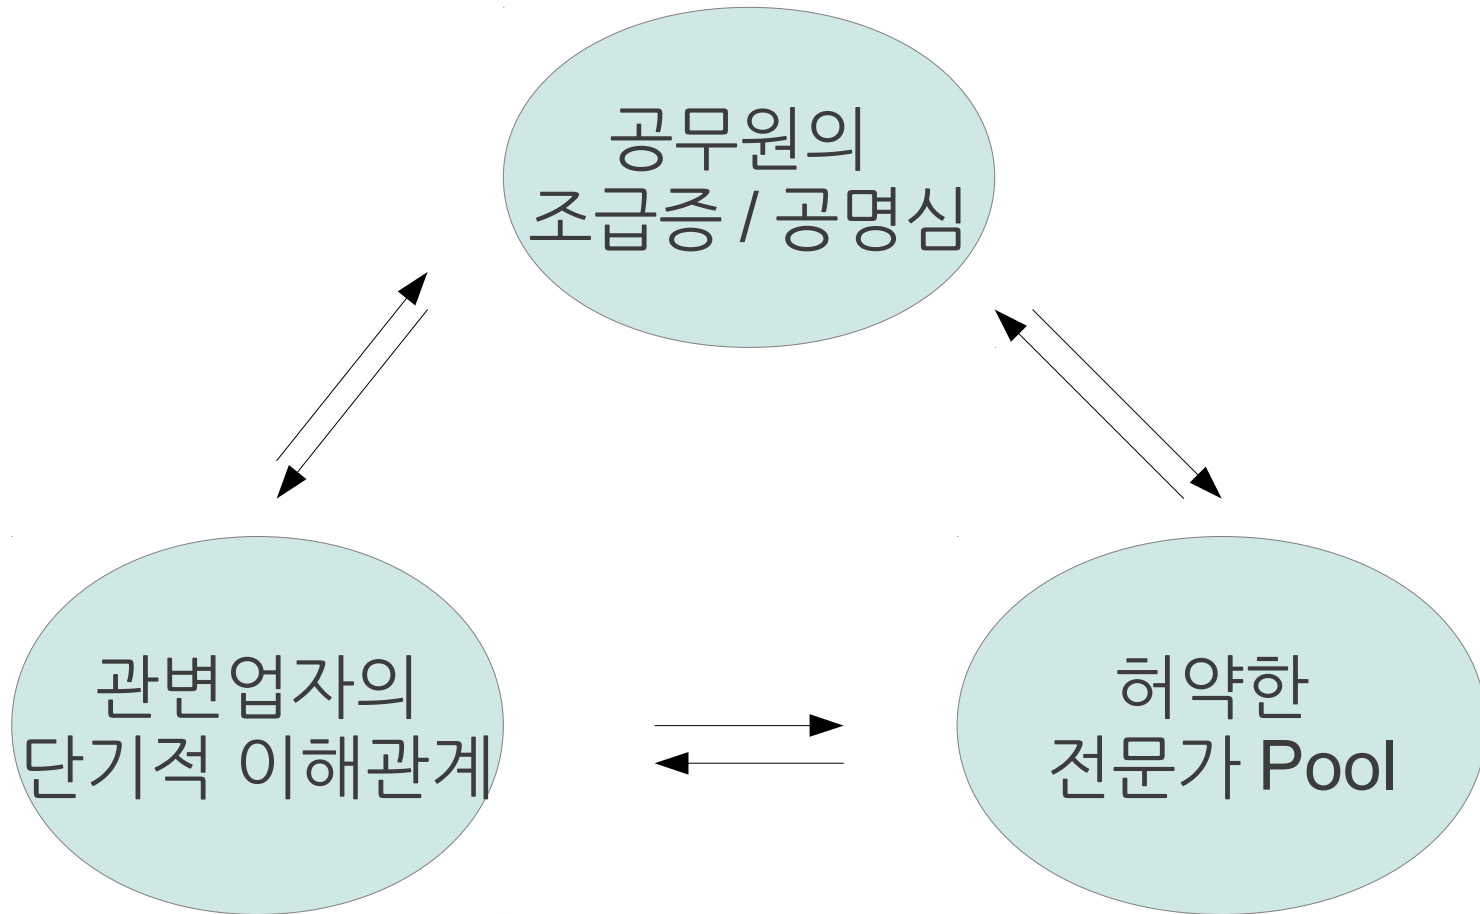 공무원의
조급증 / 공명심
관변업자의
단기적 이해관계
허약한
전문가 Pool